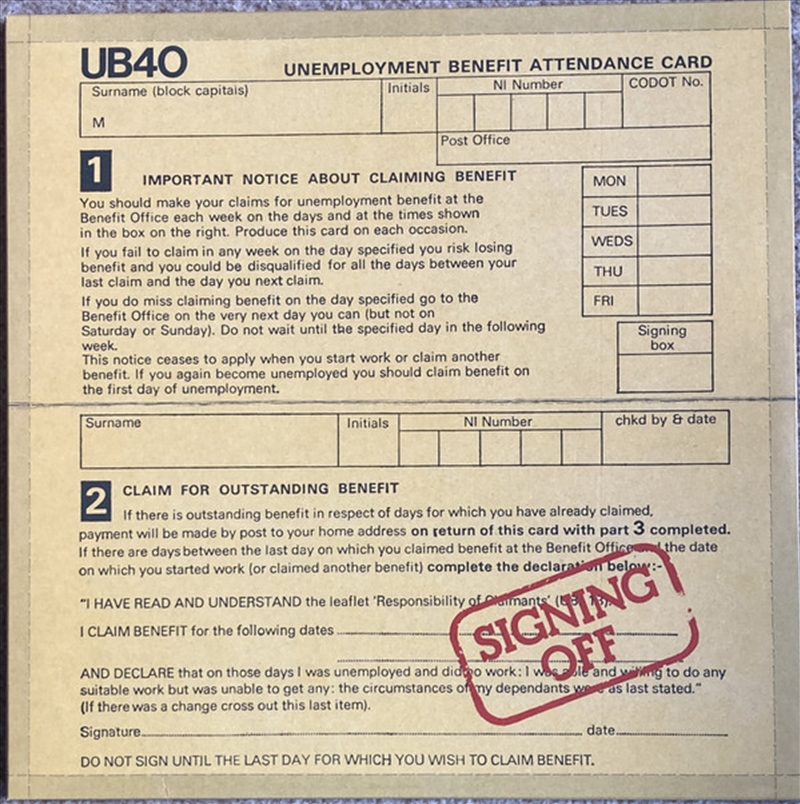 UB40
UNEMPLOYMENT BENEFIT ATTENDANCE CARD
Surname (block capitals)
Initials
NI Number
CODOT No.
M
Post Office
1
IMPORTANT NOTICE ABOUT CLAIMING BENEFIT
You should make your claims for unemployment benefit at the
Benefit Office each week on the days and at the times shown
in the box on the right. Produce this card on each occasion.
If you fail to claim in any week on the day specified you risk losing
benefit and you could be disqualified for all the days between your
last claim and the day you next claim.
If you do miss claiming benefit on the day specified go to the
Benefit Office on the very next day you can (but not on
Saturday or Sunday). Do not wait until the specified day in the following
week.
This notice ceases to apply when you start work or claim another
benefit. If you again become unemployed you should claim benefit on
the first day of unemployment.
MON
TUES
WEDS
THU
FRI
Signing
box
Surname
Initials
NI Number
chkd by & date
2
CLAIM FOR OUTSTANDING BENEFIT
If there is outstanding benefit in respect of days for which you have already claimed,
payment will be made by post to your home address on return of this card with part 3 completed.
If there are days between the last day on which you claimed benefit at the Benefit Office and the date
on which you started work (or claimed another benefit) complete the declaration below:-
"I HAVE READ AND UNDERSTAND the leaflet 'Responsibility of Claimants'
I CLAIM BENEFIT for the following dates
SIGNING
OFF
AND DECLARE that on those days I was unemployed and did no work: I was able and willing to do any
suitable work but was unable to get any: the circumstances of my dependants were as last stated."
(If there was a change cross out this last item).
Signature
date
DO NOT SIGN UNTIL THE LAST DAY FOR WHICH YOU WISH TO CLAIM BENEFIT.